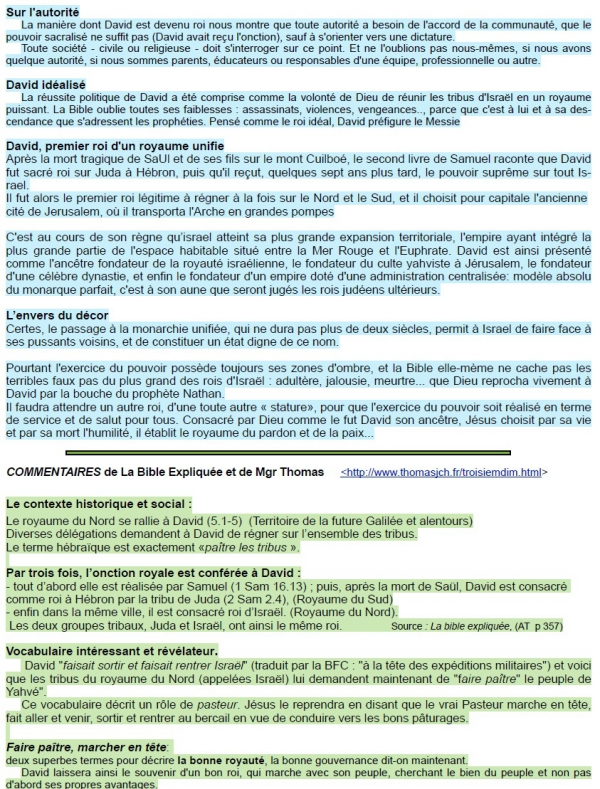 Sur l'autorité
La manière dont David est devenu roi nous montre que toute autorité a besoin de l'accord de la communauté, que le
pouvoir sacralisé ne suffit pas (David avait reçu l'onction), sauf à s'orienter vers une dictature.
Toute société - civile ou religieuse - doit s'interroger sur ce point. Et ne l'oublions pas nous-mêmes, si nous avons
quelque autorité, si nous sommes parents, éducateurs ou responsables d'une équipe, professionnelle ou autre.
David idéalisé
La réussite politique de David a été comprise comme la volonté de Dieu de réunir les tribus d'Israël en un royaume
puissant. La Bible oublie toutes ses faiblesses : assassinats, violences, vengeances.., parce que c'est à lui et à sa des-
cendance que s'adressent les prophéties. Pensé comme le roi idéal, David préfigure le Messie
David, premier roi d'un royaume unifie
Après la mort tragique de SaUl et de ses fils sur le mont Cuilboé, le second livre de Samuel raconte que David
fut sacré roi sur Juda à Hébron, puis qu'il reçut, quelques sept ans plus tard, le pouvoir suprême sur tout Is-
rael.
Il fut alors le premier roi légitime à régner à la fois sur le Nord et le Sud, et il choisit pour capitale l'ancienne
cité de Jerusalem, où il transporta l'Arche en grandes pompes
C'est au cours de son règne qu'israel atteint sa plus grande expansion territoriale, l'empire ayant intégré la
plus grande partie de l'espace habitable situé entre la Mer Rouge et l'Euphrate. David est ainsi présenté
comme l'ancêtre fondateur de la royauté israélienne, le fondateur du culte yahviste à Jérusalem, le fondateur
d'une célèbre dynastie, et enfin le fondateur d'un empire doté d'une administration centralisée: modèle absolu
du monarque parfait, c'est à son aune que seront jugés les rois judéens ultérieurs.
L'envers du décor
Certes, le passage à la monarchie unifiée, qui ne dura pas plus de deux siècles, permit à Israel de faire face à
ses pussants voisins, et de constituer un état digne de ce nom.
Pourtant l'exercice du pouvoir possède toujours ses zones d'ombre, et la Bible elle-mème ne cache pas les
terribles faux pas du plus grand des rois d'Israël : adultère, jalousie, meurtre... que Dieu reprocha vivement à
David par la bouche du prophète Nathan.
Il faudra attendre un autre roi, d'une toute autre « stature», pour que l'exercice du pouvoir soit réalisé en terme
de service et de salut pour tous. Consacré par Dieu comme le fut David son ancêtre, Jésus choisit par sa vie
et par sa mort l'humilité, il établit le royaume du pardon et de la paix...
COMMENTAIRES de La Bible Expliquée et de Mgr Thomas <http://www.thomasjch.fr/troisiemdim.html>
Le contexte historique et social :
Le royaume du Nord se rallie à David (5.1-5) (Territoire de la future Galilée et alentours)
Diverses délégations demandent à David de régner sur l'ensemble des tribus.
Le terme hébraïque est exactement «paître les tribus ».
Par trois fois, l'onction royale est conférée à David :
- tout d'abord elle est réalisée par Samuel (1 Sam 16.13) ; puis, après la mort de Saül, David est consacré
comme roi à Hébron par la tribu de Juda (2 Sam 2.4), (Royaume du Sud)
- enfin dans la même ville, il est consacré roi d'Israël. (Royaume du Nord).
Les deux groupes tribaux, Juda et Israël, ont ainsi le même roi. Source : La bible expliquée, (AT p 357)
Vocabulaire intéressant et révélateur.
David "faisait sortir et faisait rentrer Israël" (traduit par la BFC : "à la tête des expéditions militaires") et voici
que les tribus du royaume du Nord (appelées Israël) lui demandent maintenant de "faire paître" le peuple de
Yahvé".
Ce vocabulaire décrit un rôle de pasteur. Jésus le reprendra en disant que le vrai Pasteur marche en tête,
fait aller et venir, sortir et rentrer au bercail en vue de conduire vers les bons pâturages.
Faire paître, marcher en tête:
deux superbes termes pour décrire la bonne royauté, la bonne gouvernance dit-on maintenant.
David laissera ainsi le souvenir d'un bon roi, qui marche avec son peuple, cherchant le bien du peuple et non pas
d'abord ses propres avantages.